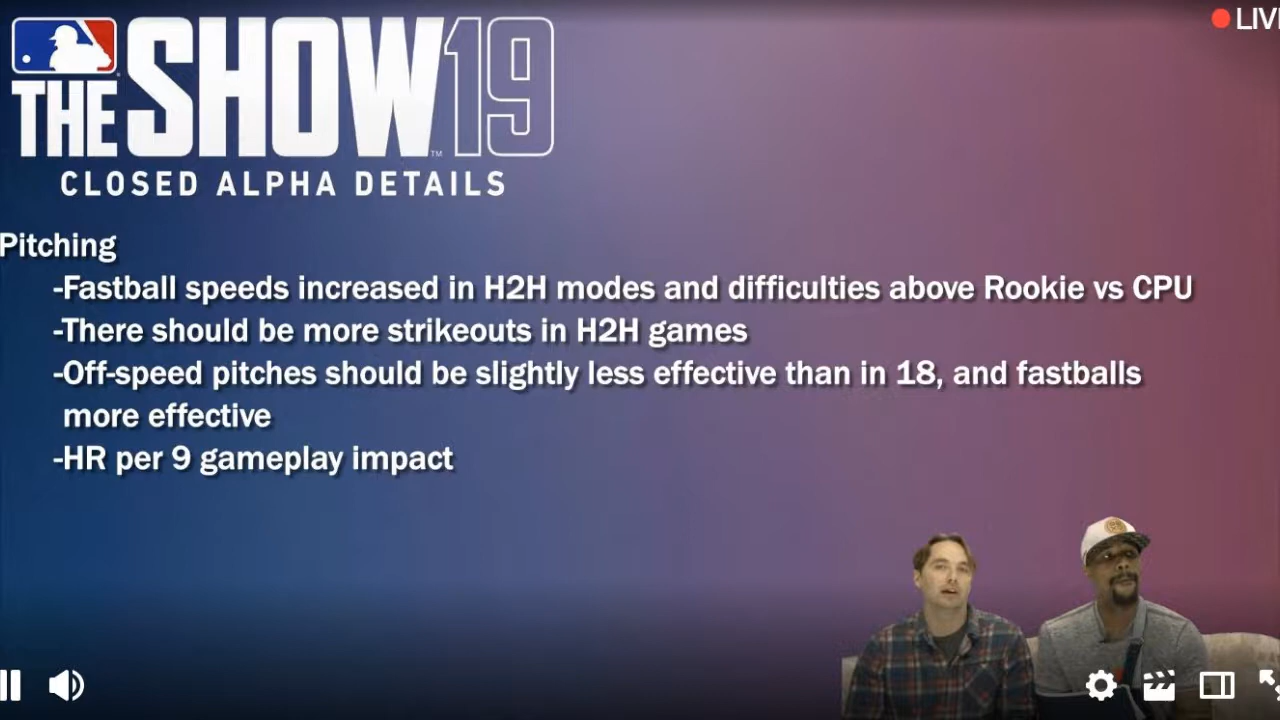 LIV
THE SHOW 19
TM
CLOSED ALPHA DETAILS
Pitching
-Fastball speeds increased in H2H modes and difficulties above Rookie vs CPU
-There should be more strikeouts in H2H games
-Off-speed pitches should be slightly less effective than in 18, and fastballs
more effective
-HR per 9 gameplay impact